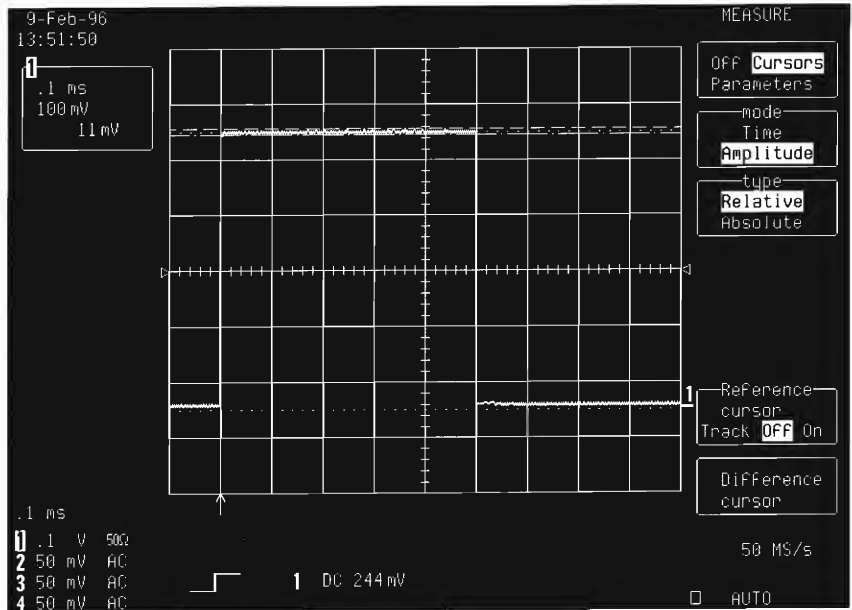 9-Feb-96
13:51:50
1
.1 ms
100 mV
11 mV
MEASURE
Off Cursors
Parameters
mode
Time
Amplitude
type
Relative
Absolute
1
Reference
cursor
Track Off On
Difference
cursor
.1 ms
1 .1 V 50Ω
2 50 mV AC
3 50 mV AC
4 50 mV AC
1 DC 244 mV
50 MS/s
AUTO